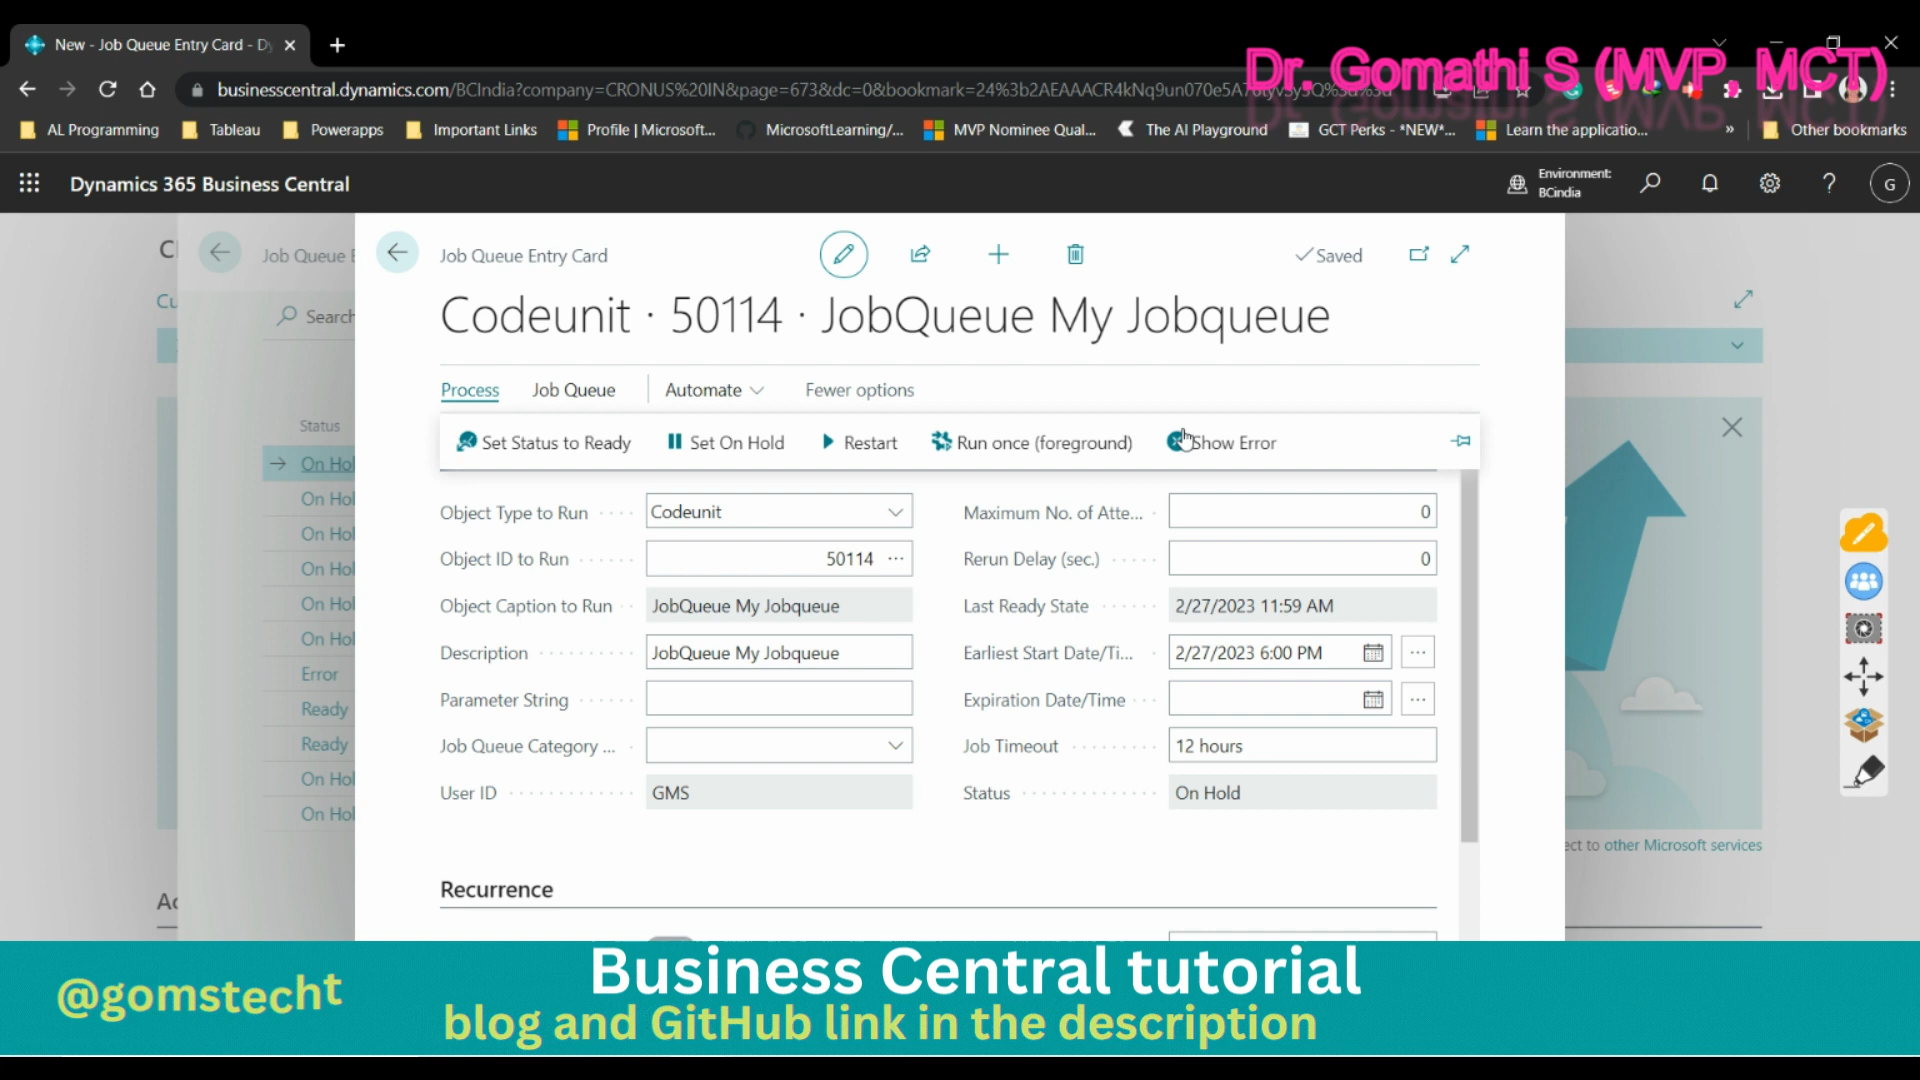 New - Job Queue Entry Card - Dy
Dr. Gomathi S (MVP, MCT)
businesscentral.dynamics.com/BCIndia?company=CRONUS%20IN&page=673&dc=0&bookmark=24%3b2AEAAACR4kNq9un070e5A
AL Programming
Tableau
Powerapps
Important Links
Profile | Microsoft...
MicrosoftLearning/...
MVP Nominee Qual...
The AI Playground
GCT Perks - *NEW*...
Learn the applicatio...
»
Other bookmarks
Dynamics 365 Business Central
Environment:
BCindia
G
Job Queue E
Search
Status
On Hol
On Hol
On Hol
On Hol
On Hol
On Hol
Error
Ready
Ready
On Hol
On Hol
Job Queue Entry Card
Saved
Codeunit · 50114 · JobQueue My Jobqueue
Process
Job Queue
Automate
Fewer options
Set Status to Ready
Set On Hold
Restart
Run once (foreground)
Show Error
Object Type to Run
Codeunit
Maximum No. of Atte...
0
Object ID to Run
50114
Rerun Delay (sec.)
0
Object Caption to Run
JobQueue My Jobqueue
Last Ready State
2/27/2023 11:59 AM
Description
JobQueue My Jobqueue
Earliest Start Date/Ti...
2/27/2023 6:00 PM
Parameter String
Expiration Date/Time
Job Queue Category ...
Job Timeout
12 hours
User ID
GMS
Status
On Hold
ect to other Microsoft services
Recurrence
@gomstecht
Business Central tutorial
blog and GitHub link in the description